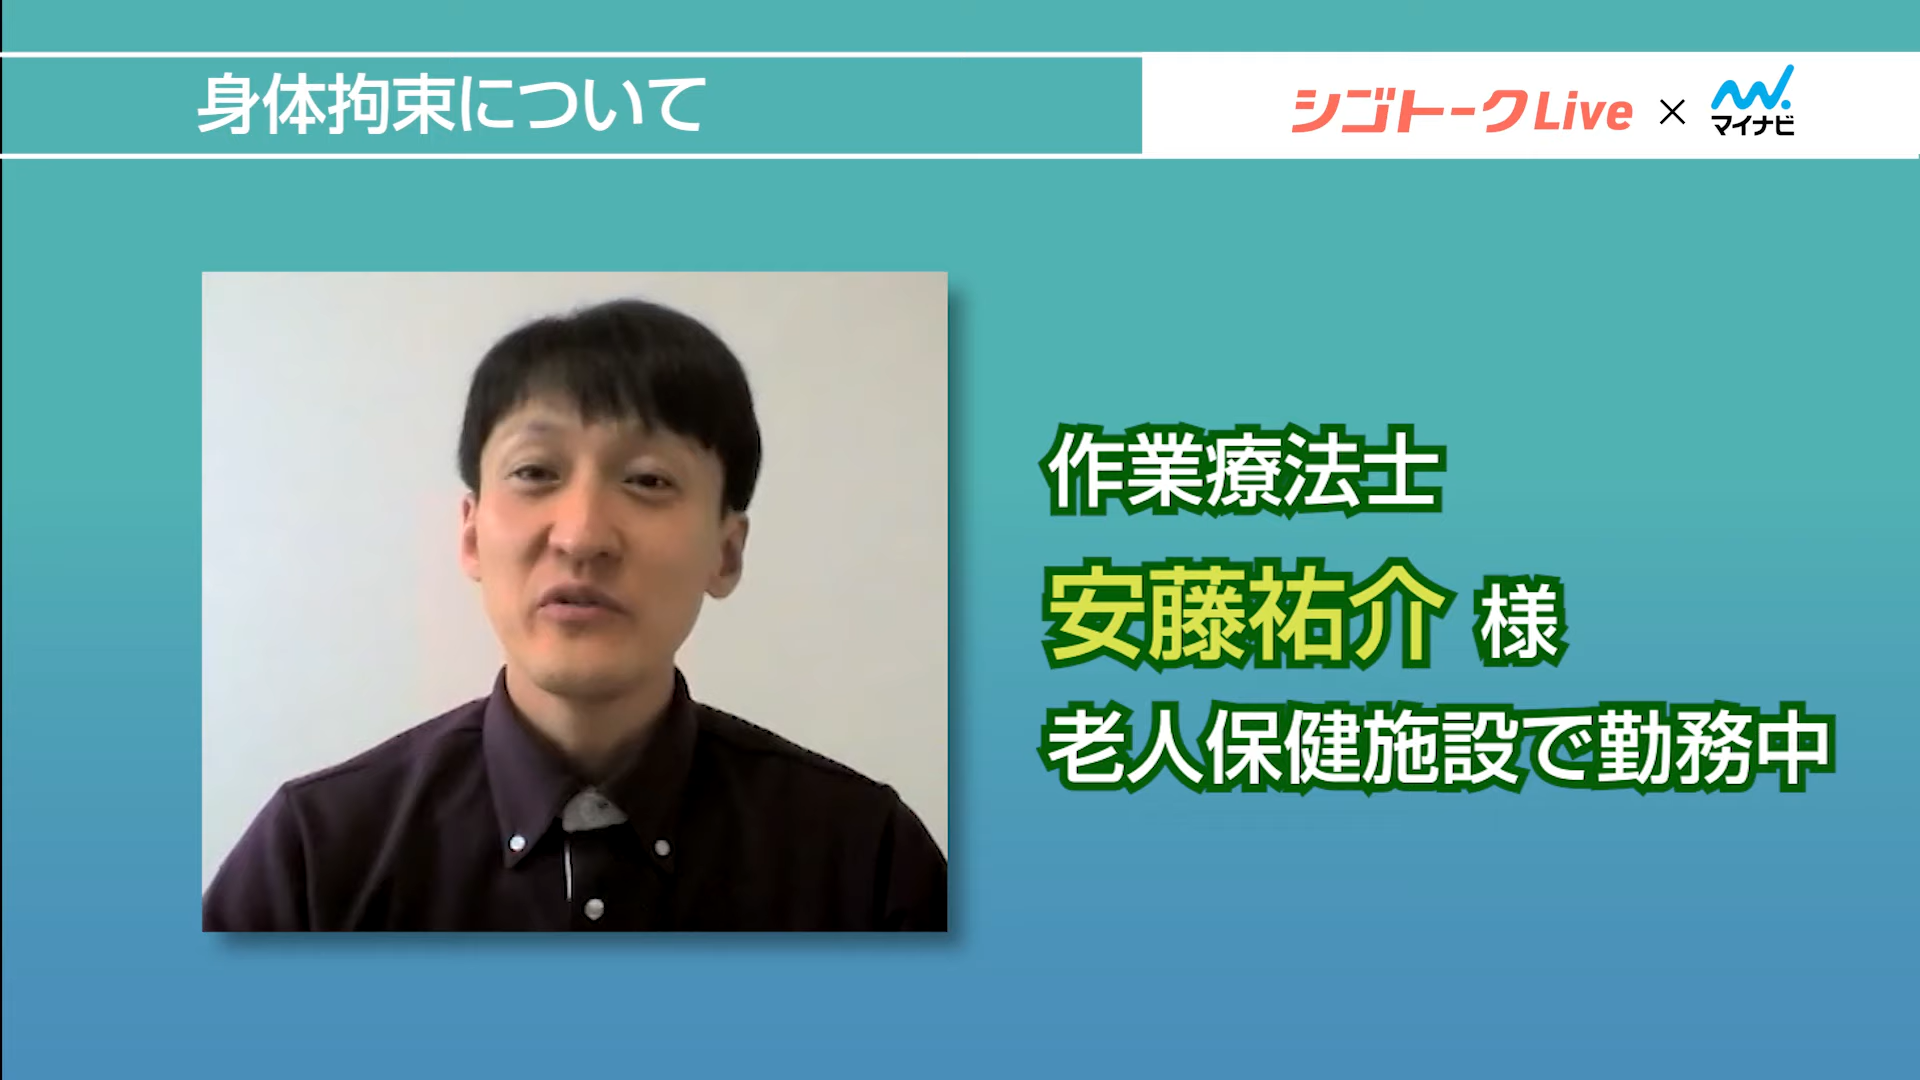 身体拘束について
シゴトークLive × マイナビ
作業療法士
安藤祐介 様
老人保健施設で勤務中